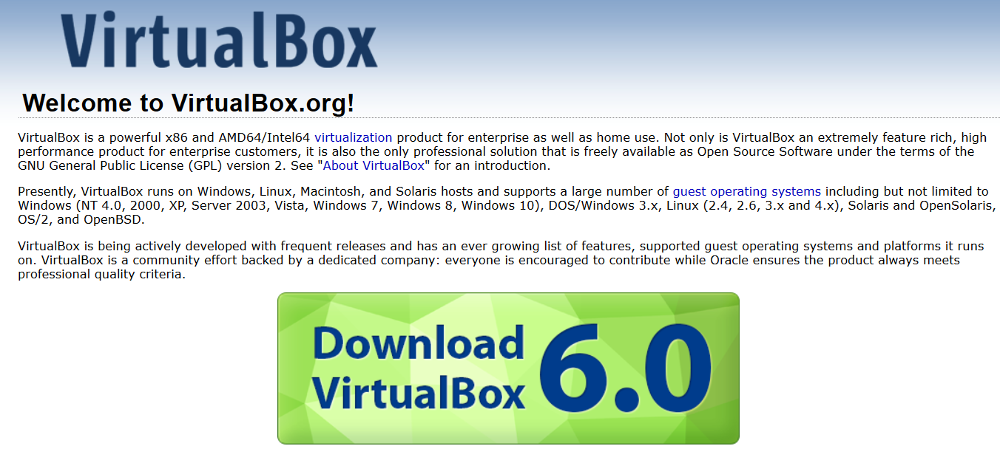 VirtualBox
Welcome to VirtualBox.org!
VirtualBox is a powerful x86 and AMD64/Intel64 virtualization product for enterprise as well as home use. Not only is VirtualBox an extremely feature rich, high
performance product for enterprise customers, it is also the only professional solution that is freely available as Open Source Software under the terms of the
GNU General Public License (GPL) version 2. See "About VirtualBox" for an introduction.
Presently, VirtualBox runs on Windows, Linux, Macintosh, and Solaris hosts and supports a large number of guest operating systems including but not limited to
Windows (NT 4.0, 2000, XP, Server 2003, Vista, Windows 7, Windows 8, Windows 10), DOS/Windows 3.x, Linux (2.4, 2.6, 3.x and 4.x), Solaris and OpenSolaris,
OS/2, and OpenBSD.
VirtualBox is being actively developed with frequent releases and has an ever growing list of features, supported guest operating systems and platforms it runs
on. VirtualBox is a community effort backed by a dedicated company: everyone is encouraged to contribute while Oracle ensures the product always meets
professional quality criteria.
Download
VirtualBox 6.0